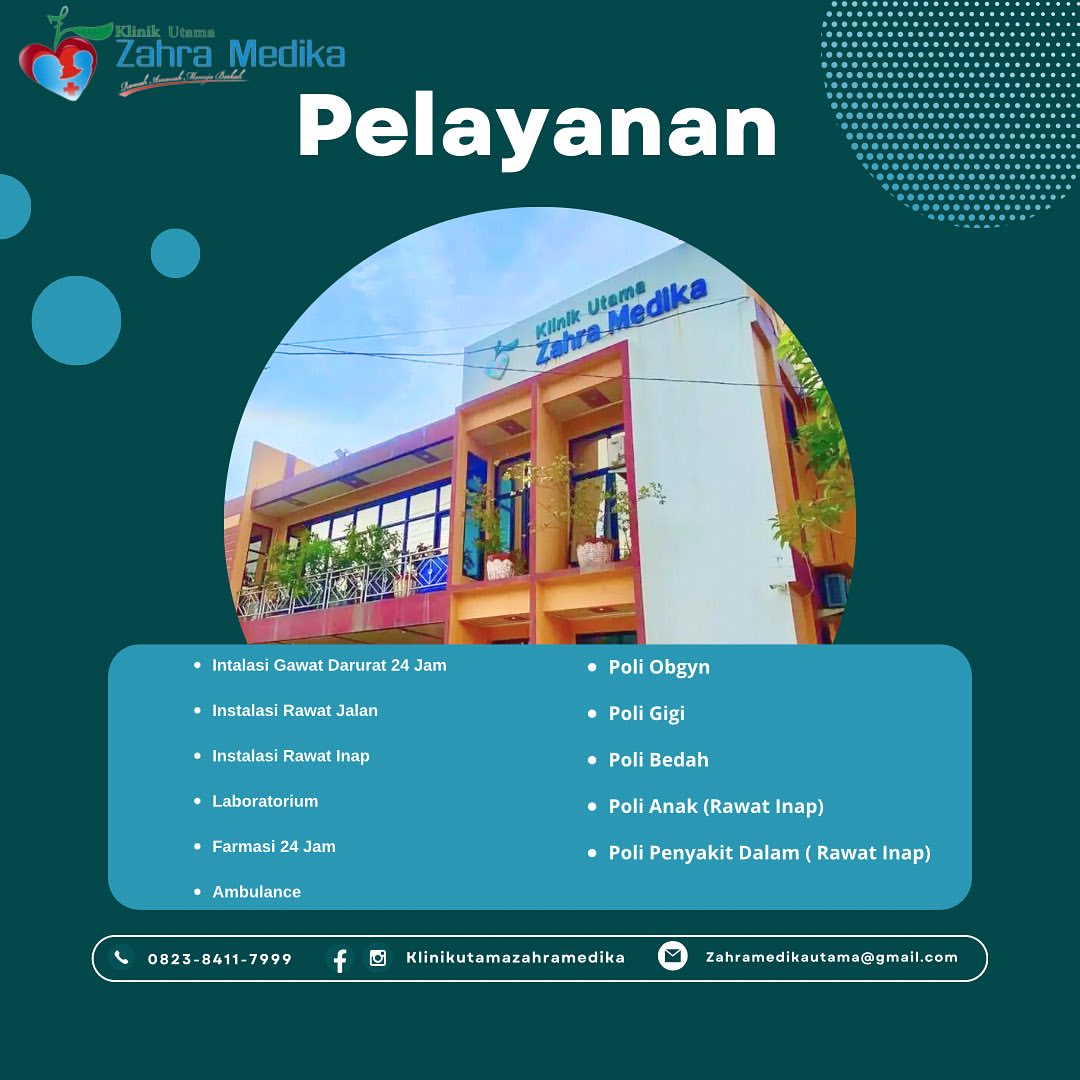 Klinik Utama
Zahra Medika
Pelayanan
Klinik Utama
Zahra Medika
Intalasi Gawat Darurat 24 Jam
Instalasi Rawat Jalan
Instalasi Rawat Inap
Laboratorium
Farmasi 24 Jam
Ambulance
Poli Obgyn
Poli Gigi
Poli Bedah
Poli Anak (Rawat Inap)
Poli Penyakit Dalam ( Rawat Inap)
0823-8411-7999
Klinikutamazahramedika
Zahramedikautama@gmail.com